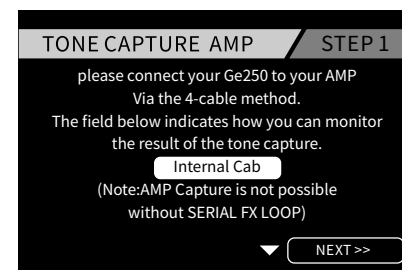 TONE CAPTURE AMP STEP 1
please connect your Ge250 to your AMP
Via the 4-cable method.
The field below indicates how you can monitor
the result of the tone capture.
Internal Cab
(Note:AMP Capture is not possible
without SERIAL FX LOOP)
NEXT >>